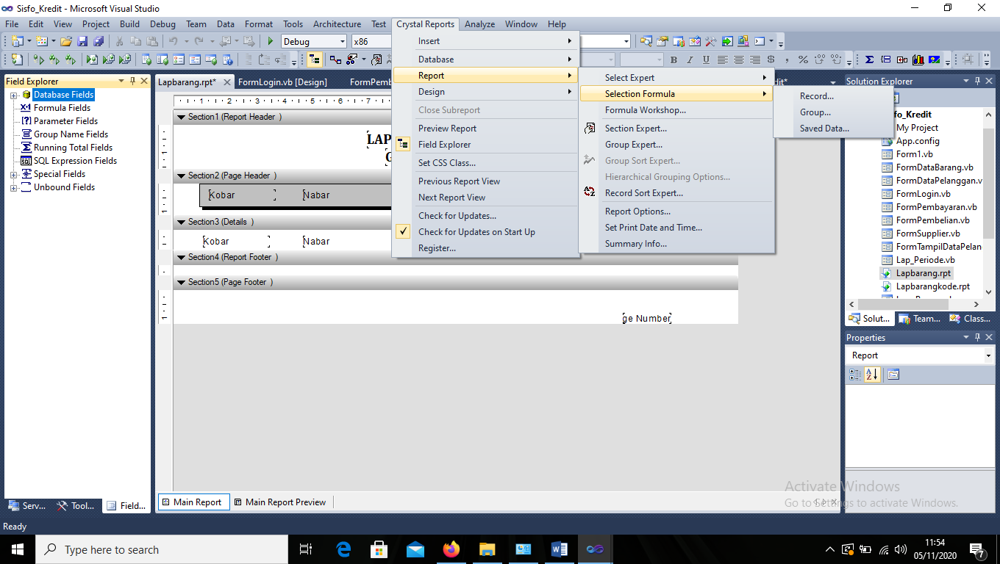 Sisfo_Kredit - Microsoft Visual Studio
File Edit View Project Build Debug Team Data Format Tools Architecture Test Crystal Reports Analyze Window Help
Debug x86
Field Explorer
Database Fields
Formula Fields
Parameter Fields
Group Name Fields
Running Total Fields
SQL Expression Fields
Special Fields
Unbound Fields
Serv... Tool... Field...
Lapbarang.rpt* FormLogin.vb [Design] FormPemb
1 2 3 4 5 6 7
Section1 (Report Header )
LAP
G
Section2 (Page Header )
Kobar Nabar
Section3 (Details )
Kobar Nabar
Section4 (Report Footer )
Section5 (Page Footer )
ge Number
Main Report Main Report Preview
Insert
Database
Report
Design
Close Subreport
Preview Report
Field Explorer
Set CSS Class...
Previous Report View
Next Report View
Check for Updates...
Check for Updates on Start Up
Register...
Select Expert
Selection Formula
Formula Workshop...
Section Expert...
Group Expert...
Group Sort Expert...
Hierarchical Grouping Options...
Record Sort Expert...
Report Options...
Set Print Date and Time...
Summary Info...
Record...
Group...
Saved Data...
B I U $ , %
dit*
Solution Explorer
fo_Kredit
My Project
App.config
Form1.vb
FormDataBarang.vb
FormDataPelanggan.v
FormLogin.vb
FormPembayaran.vb
FormPembelian.vb
FormSupplier.vb
FormTampilDataPelan
Lap_Periode.vb
Lapbarang.rpt
Lapbarangkode.rpt
Solut... Team... Class...
Properties
Report
Activate Windows
Go to Settings to activate Windows.
Ready
Type here to search
11:54
05/11/2020
7